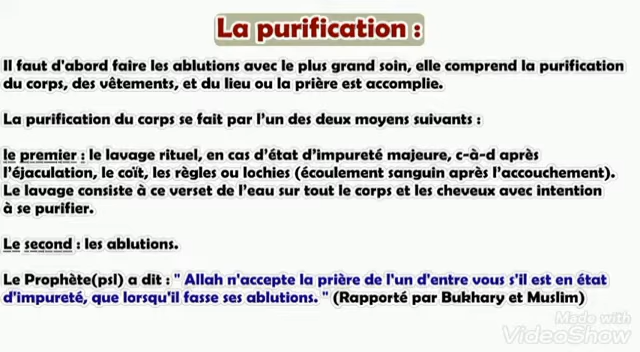 La purification :
Il faut d'abord faire les ablutions avec le plus grand soin, elle comprend la purification
du corps, des vêtements, et du lieu ou la prière est accomplie.
La purification du corps se fait par l'un des deux moyens suivants :
le premier : le lavage rituel, en cas d'état d'impureté majeure, c-à-d après
l'éjaculation, le coït, les règles ou lochies (écoulement sanguin après l'accouchement).
Le lavage consiste à ce verset de l'eau sur tout le corps et les cheveux avec intention
à se purifier.
Le second : les ablutions.
Le Prophète(psl) a dit : " Allah n'accepte la prière de l'un d'entre vous s'il est en état
d'impureté, que lorsqu'il fasse ses ablutions. " (Rapporté par Bukhary et Muslim)
Made with
VideoShow